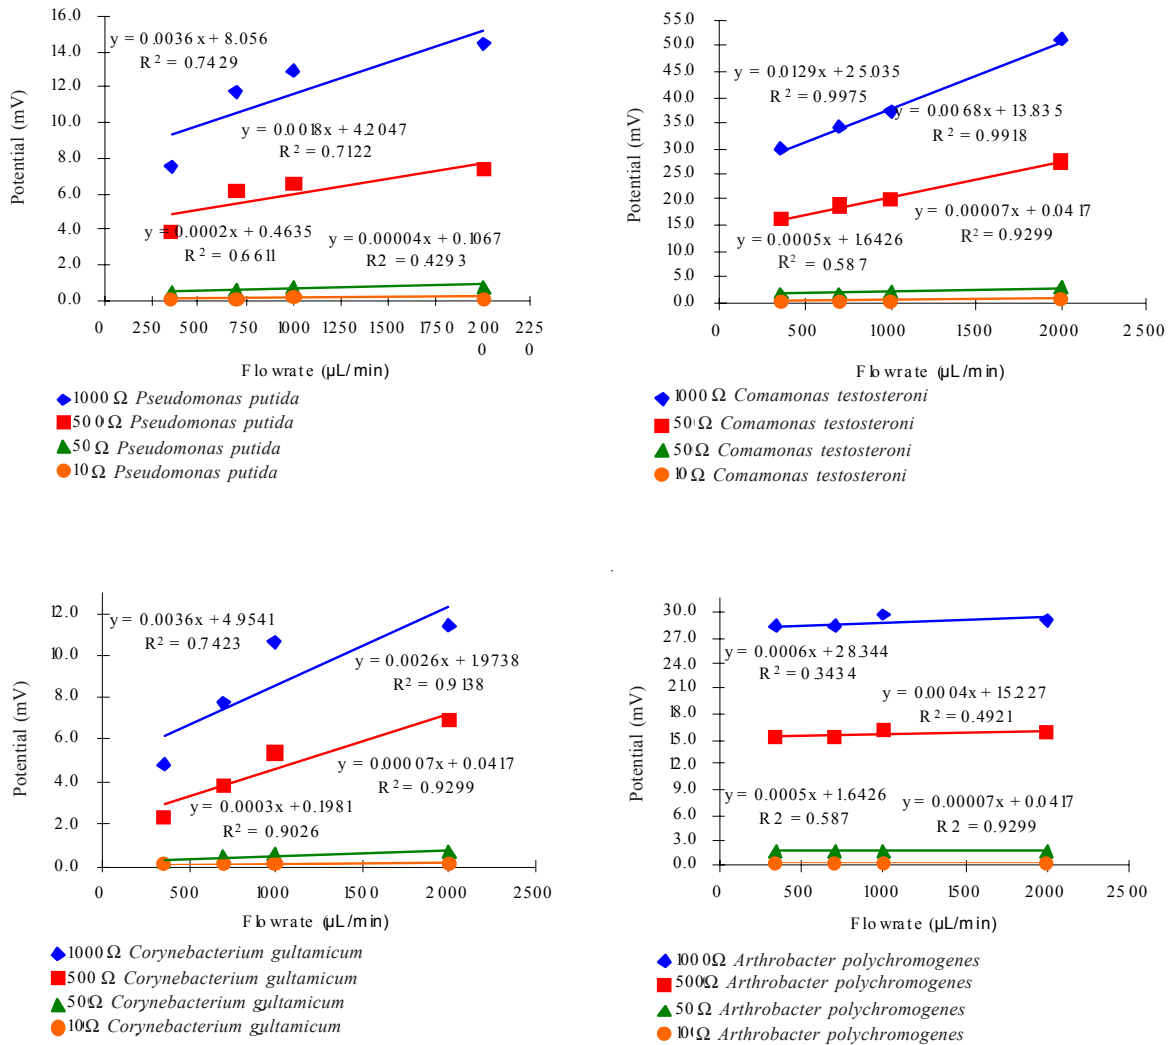 16.0
14.0
12.0
10.0
8.0
6.0
4.0
2.0
0.0
Potential (mV)
y = 0.0036x + 8.056
R² = 0.7429
y = 0.0018x + 4.2047
R² = 0.7122
y = 0.0002x + 0.4635
R² = 0.6611
y = 0.00004x + 0.1067
R2 = 0.4293
0 250 500 750 1000 1250 1500 1750 2000 2250
Flowrate (µL/min)
1000 Ω Pseudomonas putida
500 Ω Pseudomonas putida
50 Ω Pseudomonas putida
10 Ω Pseudomonas putida
55.0
50.0
45.0
40.0
35.0
30.0
25.0
20.0
15.0
10.0
5.0
0.0
Potential (mV)
y = 0.0129x + 25.035
R² = 0.9975
y = 0.0068x + 13.835
R² = 0.9918
y = 0.00007x + 0.0417
R² = 0.9299
y = 0.0005x + 1.6426
R² = 0.587
0 500 1000 1500 2000 2500
Flowrate (µL/min)
1000 Ω Comamonas testosteroni
50Ω Comamonas testosteroni
50Ω Comamonas testosteroni
10Ω Comamonas testosteroni
12.0
10.0
8.0
6.0
4.0
2.0
0.0
Potential (mV)
y = 0.0036x + 4.9541
R² = 0.7423
y = 0.0026x + 1.9738
R² = 0.9138
y = 0.00007x + 0.0417
R² = 0.9299
y = 0.0003x + 0.1981
R² = 0.9026
0 500 1000 1500 2000 2500
Flowrate (µL/min)
1000 Ω Corynebacterium gultamicum
500 Ω Corynebacterium gultamicum
50Ω Corynebacterium gultamicum
10Ω Corynebacterium gultamicum
30.0
27.0
24.0
21.0
18.0
15.0
12.0
9.0
6.0
3.0
0.0
Potential (mV)
y = 0.0006x + 28.344
R² = 0.3434
y = 0.0004x + 15.227
R² = 0.4921
y = 0.0005x + 1.6426
R2 = 0.587
y = 0.00007x + 0.0417
R2 = 0.9299
0 500 1000 1500 2000 2500
Flowrate (µL/min)
1000Ω Arthrobacter polychromogenes
500Ω Arthrobacter polychromogenes
50Ω Arthrobacter polychromogenes
10Ω Arthrobacter polychromogenes